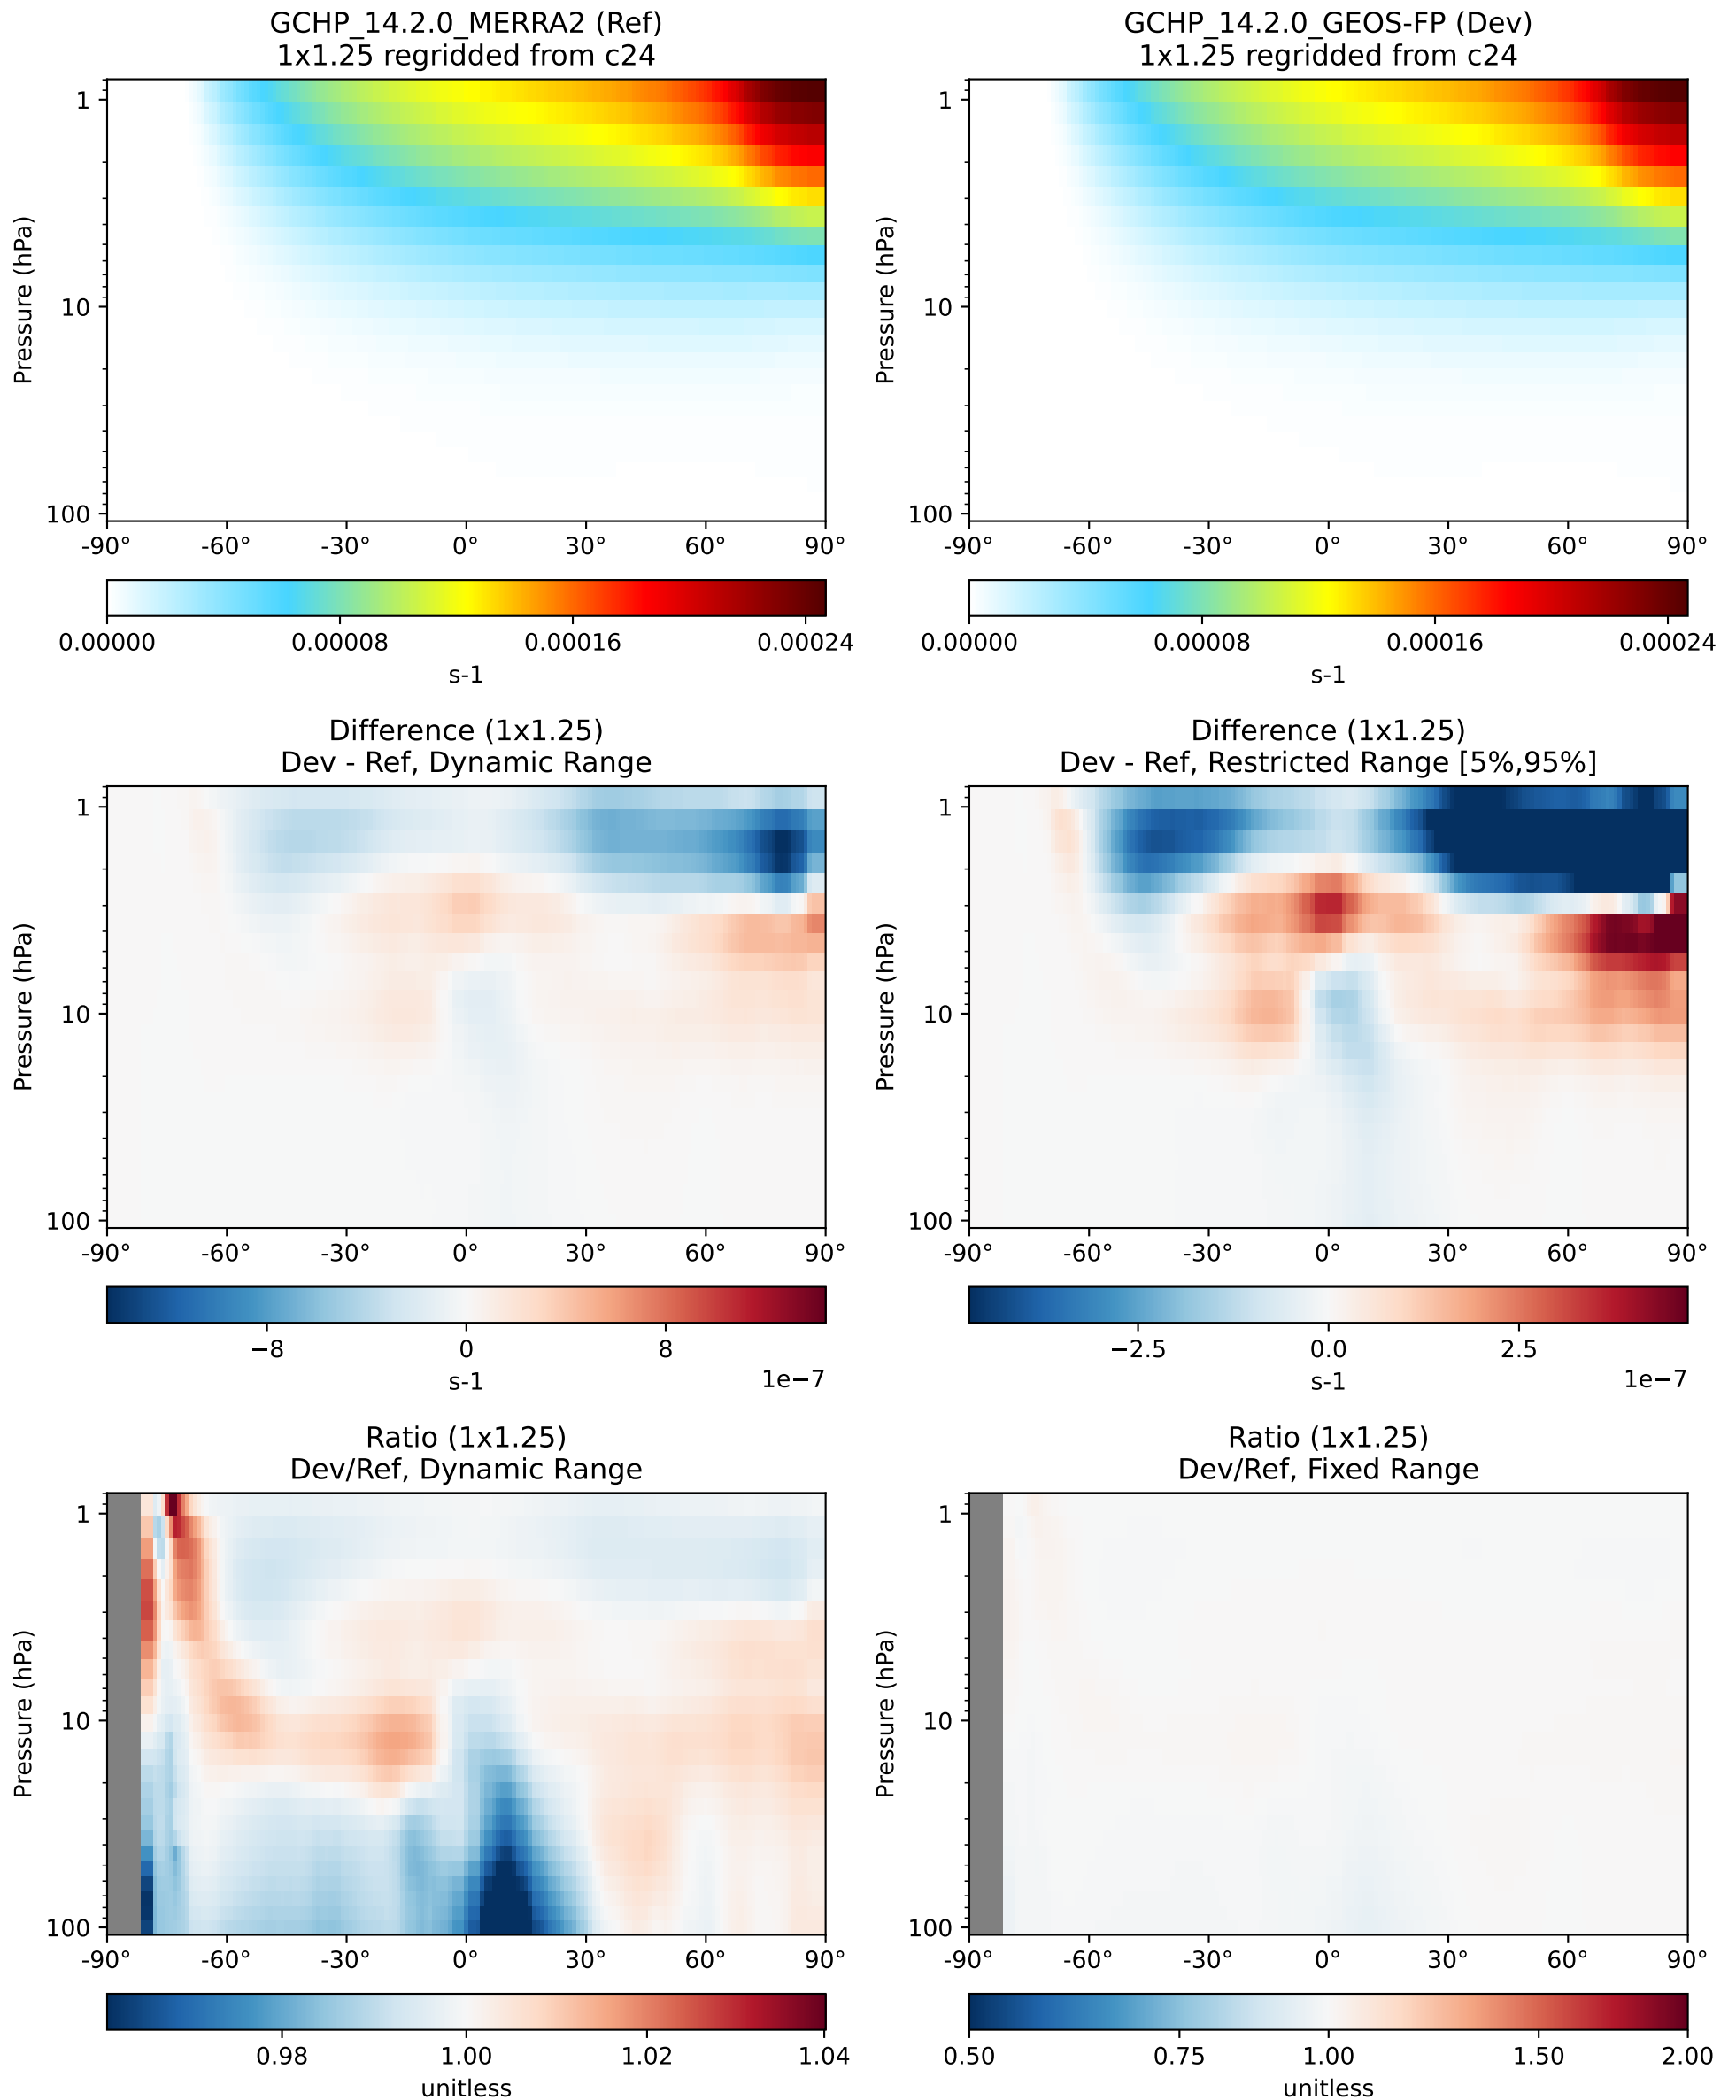 GCHP_14.2.0_MERRA2 (Ref)
1x1.25 regridded from c24
GCHP_14.2.0_GEOS-FP (Dev)
1x1.25 regridded from c24
Pressure (hPa)
1
10
100
-90° -60° -30° 0° 30° 60° 90°
0.00000 0.00008 0.00016 0.00024
s-1
Pressure (hPa)
1
10
100
-90° -60° -30° 0° 30° 60° 90°
0.00000 0.00008 0.00016 0.00024
s-1
Difference (1x1.25)
Dev - Ref, Dynamic Range
Pressure (hPa)
1
10
100
-90° -60° -30° 0° 30° 60° 90°
−8 0 8
1e−7
s-1
Difference (1x1.25)
Dev - Ref, Restricted Range [5%,95%]
Pressure (hPa)
1
10
100
-90° -60° -30° 0° 30° 60° 90°
−2.5 0.0 2.5
1e−7
s-1
Ratio (1x1.25)
Dev/Ref, Dynamic Range
Pressure (hPa)
1
10
100
-90° -60° -30° 0° 30° 60° 90°
0.98 1.00 1.02 1.04
unitless
Ratio (1x1.25)
Dev/Ref, Fixed Range
Pressure (hPa)
1
10
100
-90° -60° -30° 0° 30° 60° 90°
0.50 0.75 1.00 1.50 2.00
unitless